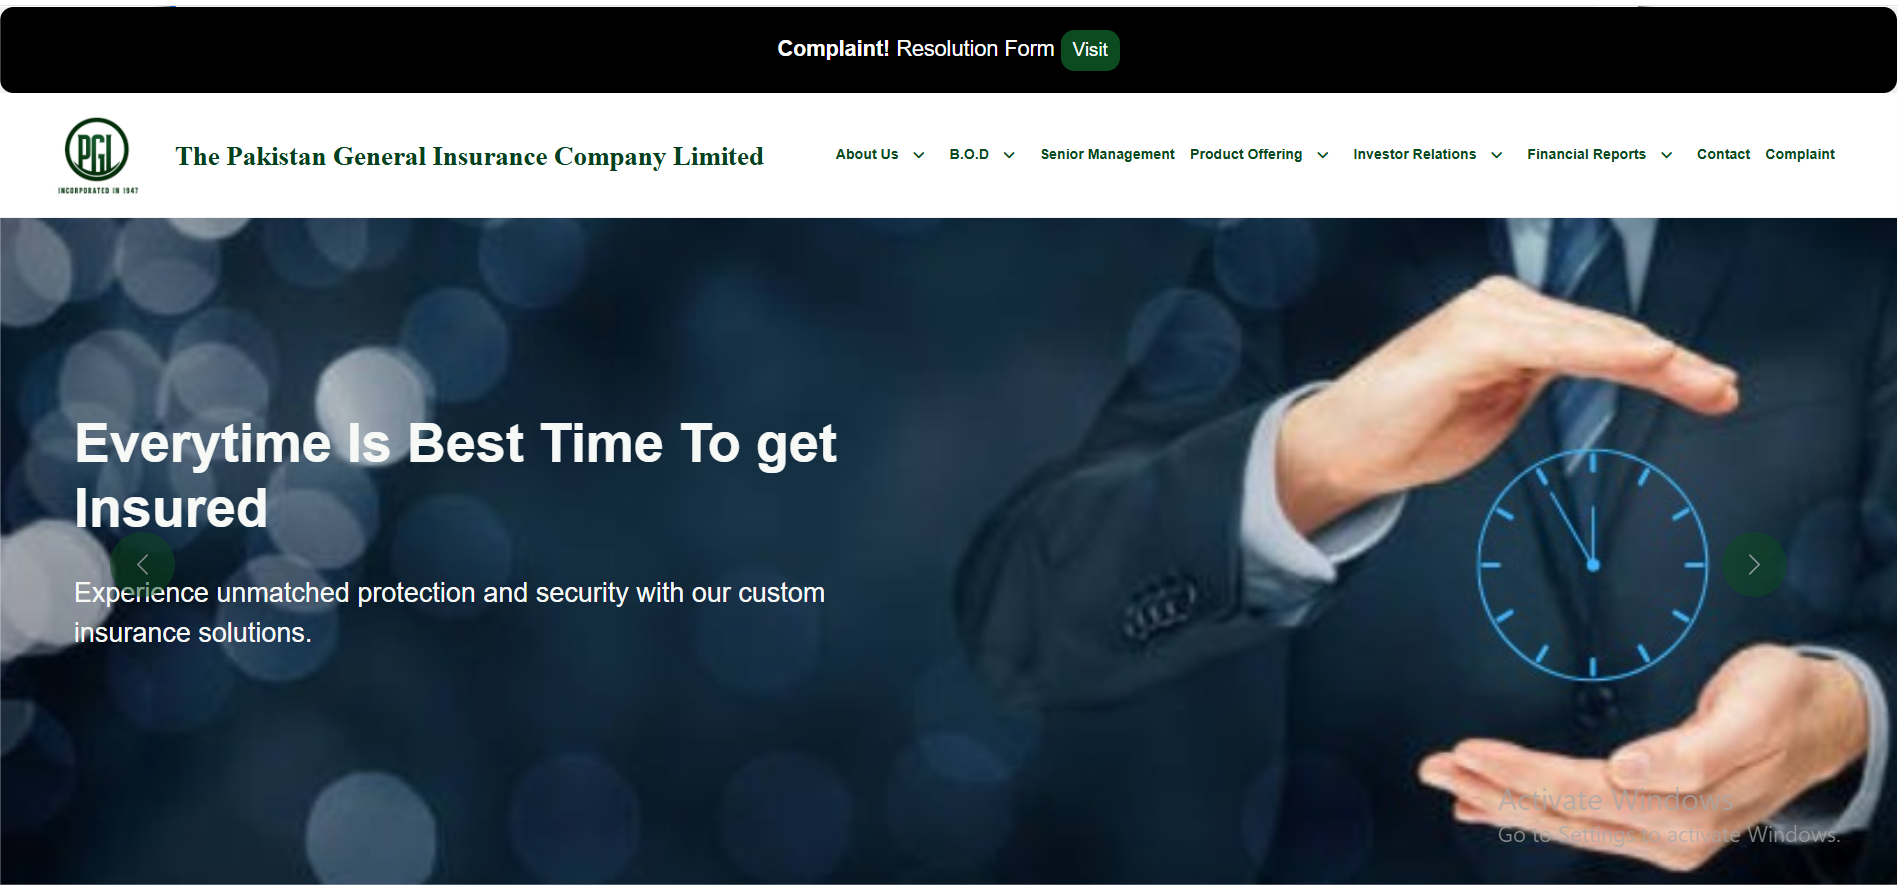 Complaint! Resolution Form Visit
PGI
INCORPORATED IN 1947
The Pakistan General Insurance Company Limited
About Us B.O.D Senior Management Product Offering Investor Relations Financial Reports Contact Complaint
Everytime Is Best Time To get
Insured
Experience unmatched protection and security with our custom
insurance solutions.
Activate Windows
Go to Settings to activate Windows.